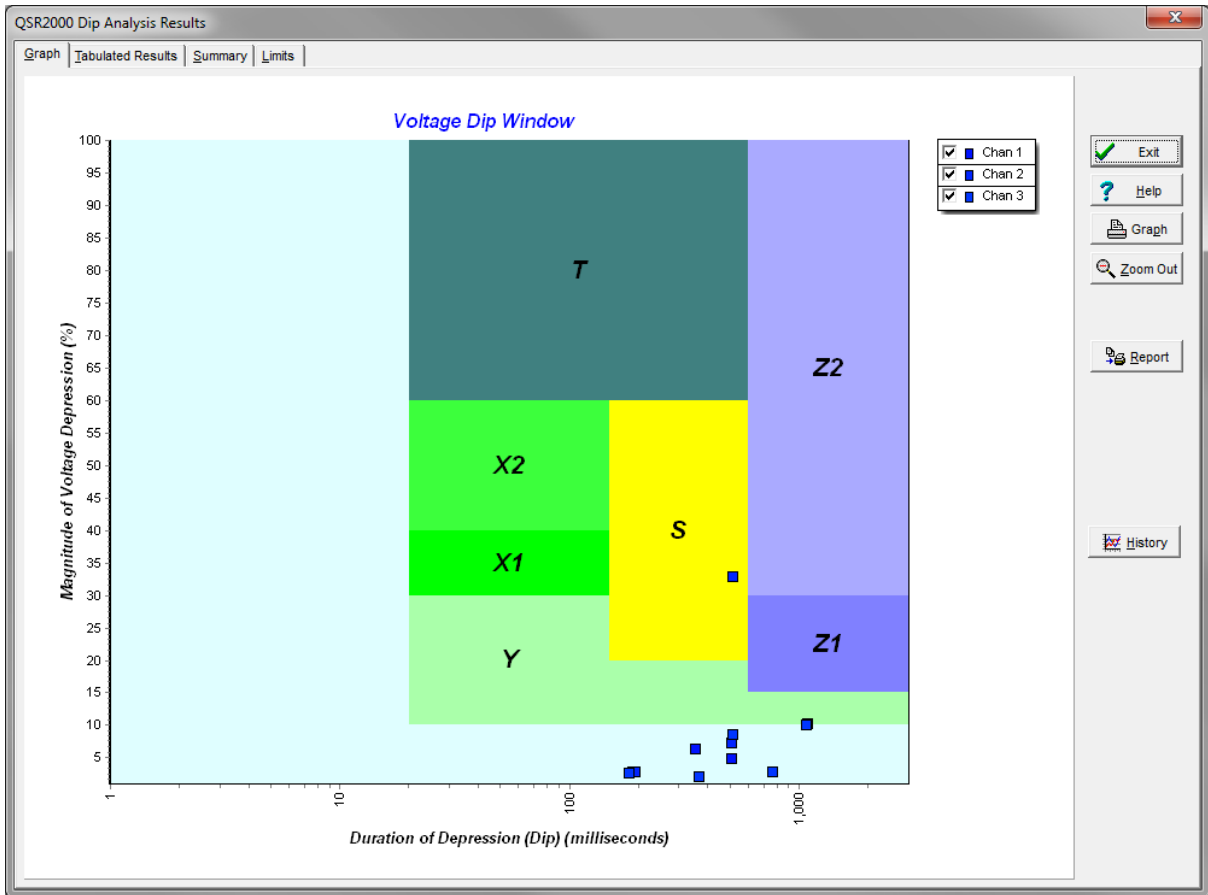 QSR2000 Dip Analysis Results
Graph Tabulated Results Summary Limits
Voltage Dip Window
100
95
90
85
80
75
70
65
60
55
50
45
40
35
30
25
20
15
10
5
Magnitude of Voltage Depression (%)
T
Z2
X2
S
X1
Y
Z1
1 10 100 1,000
Duration of Depression (Dip) (milliseconds)
Chan 1
Chan 2
Chan 3
Exit
Help
Graph
Zoom Out
Report
History